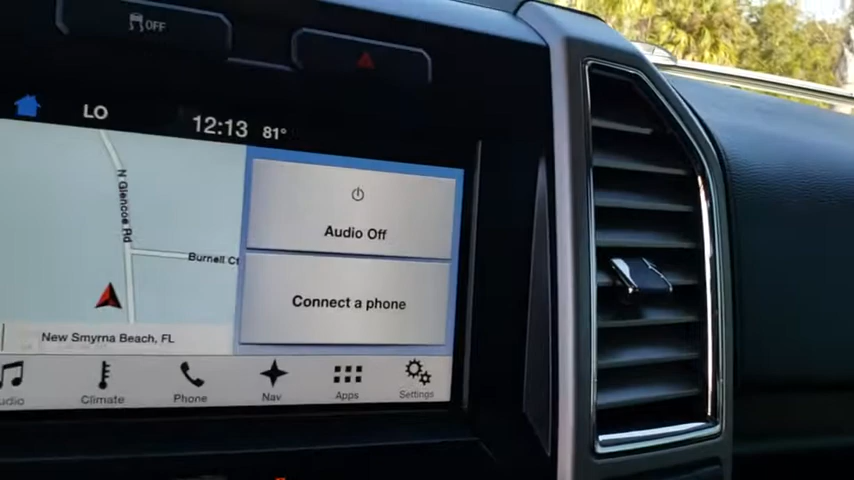 OFF
LO
12:13 81°
N Glencoe Rd
Burnell Ct
Audio Off
Connect a phone
New Smyrna Beach, FL
udio
Climate
Phone
Nav
Apps
Settings